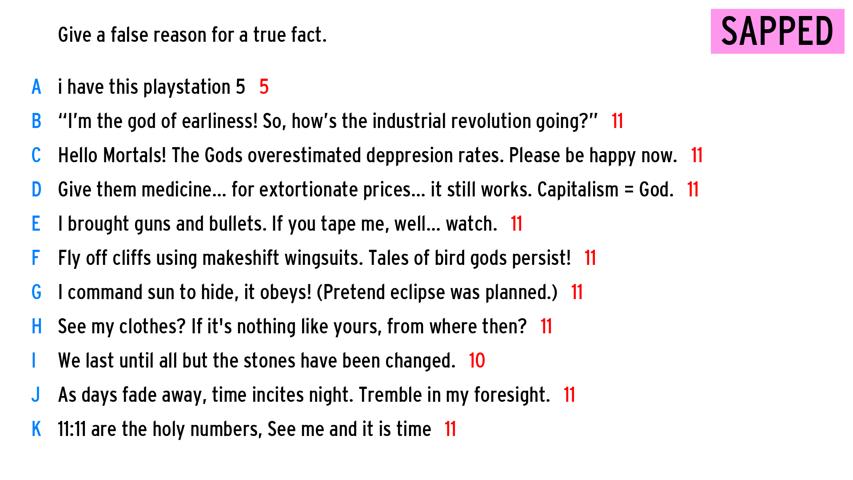 Give a false reason for a true fact.
SAPPED
A i have this playstation 5 5
B “I’m the god of earliness! So, how’s the industrial revolution going?” 11
C Hello Mortals! The Gods overestimated deppresion rates. Please be happy now. 11
D Give them medicine... for extortionate prices... it still works. Capitalism = God. 11
E I brought guns and bullets. If you tape me, well... watch. 11
F Fly off cliffs using makeshift wingsuits. Tales of bird gods persist! 11
G I command sun to hide, it obeys! (Pretend eclipse was planned.) 11
H See my clothes? If it's nothing like yours, from where then? 11
I We last until all but the stones have been changed. 10
J As days fade away, time incites night. Tremble in my foresight. 11
K 11:11 are the holy numbers, See me and it is time 11